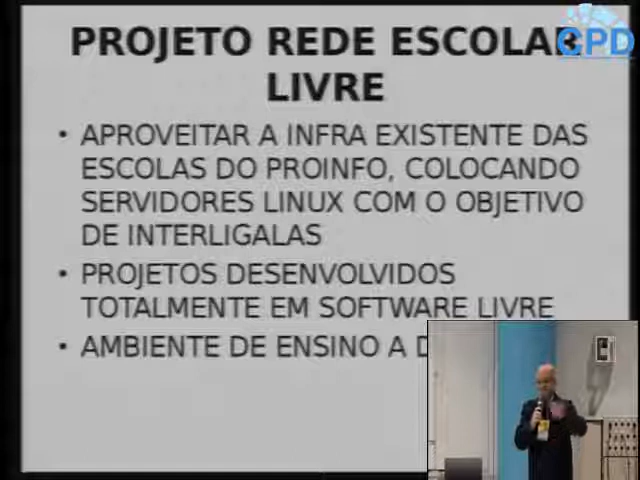 PROJETO REDE ESCOLAR
LIVRE
CPD
• APROVEITAR A INFRA EXISTENTE DAS
ESCOLAS DO PROINFO, COLOCANDO
SERVIDORES LINUX COM O OBJETIVO
DE INTERLIGALAS
• PROJETOS DESENVOLVIDOS
TOTALMENTE EM SOFTWARE LIVRE
• AMBIENTE DE ENSINO A D